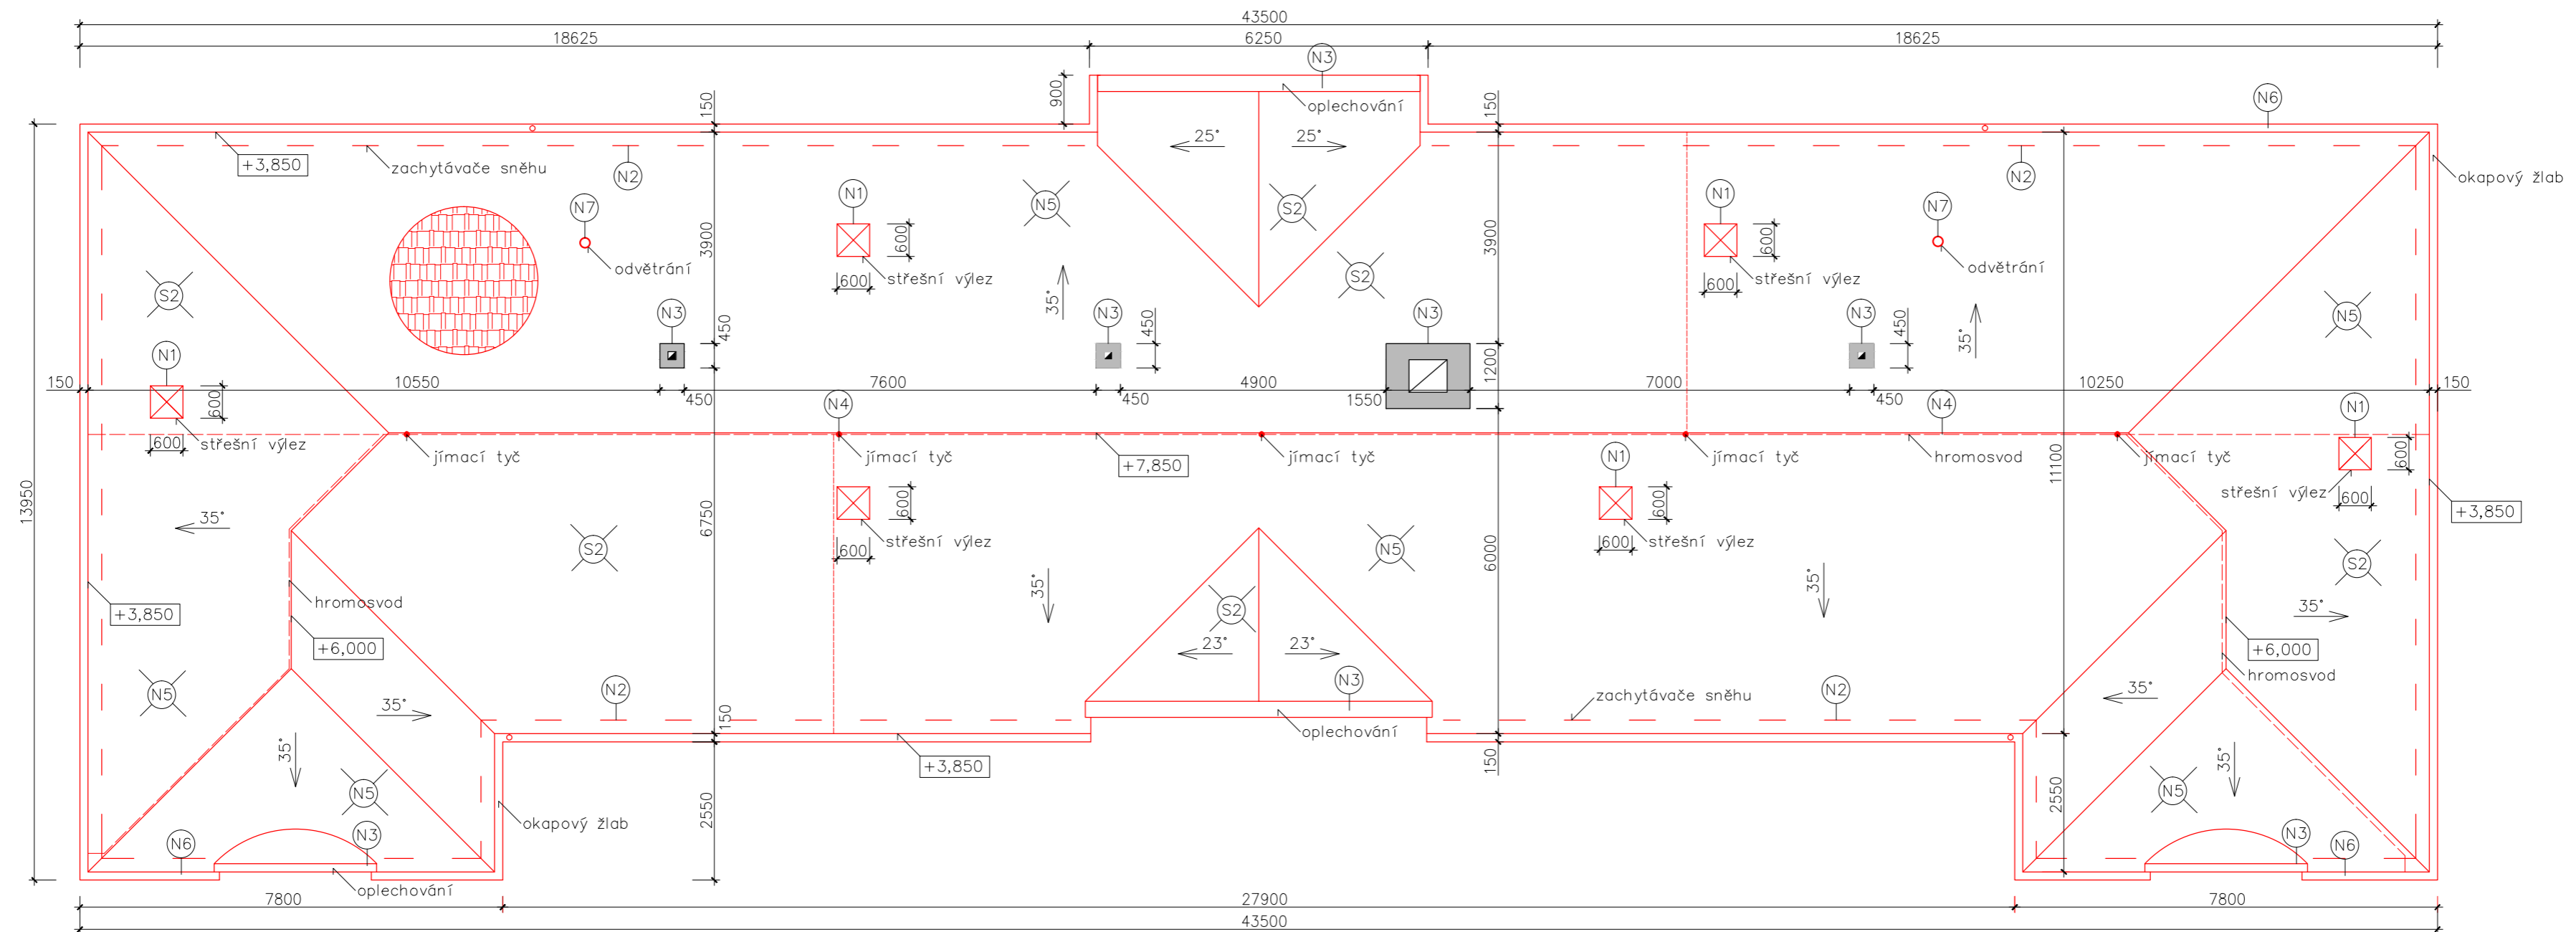 43500
18625 6250 18625
N3
900
oplechování
150 150
N6
+3,850
zachytávače sněhu
N2
25° 25°
N2
okapový žlab
N7
odvětrání
N1
600
600
střešní výlez
N5
S2
3900
3900
N1
600
600
střešní výlez
N7
odvětrání
S2
35°
S2
N5
N3
450
N3
450
N3
1200
N3
450
35°
N1
600
600
střešní výlez
150 10550 450 7600 450 4900 1550 7000 450 10250 150
N4
N4
N1
600
600
střešní výlez
jímací tyč
jímací tyč
+7,850
jímací tyč
jímací tyč
hromosvod
jímací tyč
11100
13950
35°
S2
6750
600
600
střešní výlez
35°
N5
6000
N1
600
600
střešní výlez
35°
+3,850
S2
35°
+3,850
hromosvod
+6,000
S2
23° 23°
N3
+6,000
hromosvod
N5
35°
N2
zachytávače sněhu
N2
35°
150
oplechování
150
+3,850
35°
N5
35°
N5
2550
2550
okapový žlab
N6
N3
oplechování
N3
N6
7800 27900 7800
43500